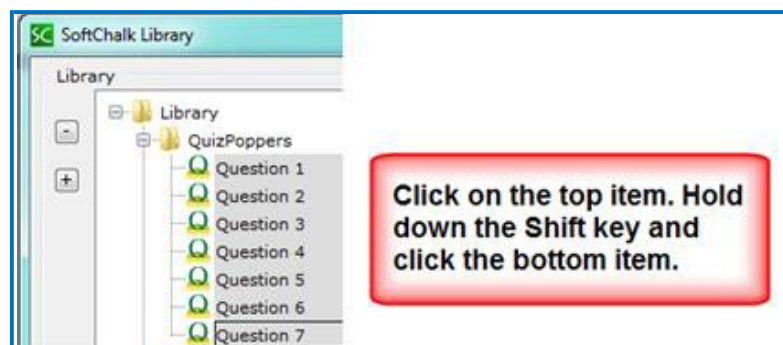 SC SoftChalk Library
Library
Library
QuizPoppers
Q Question 1
Q Question 2
Q Question 3
Q Question 4
Q Question 5
Q Question 6
Q Question 7
Click on the top item. Hold
down the Shift key and
click the bottom item.